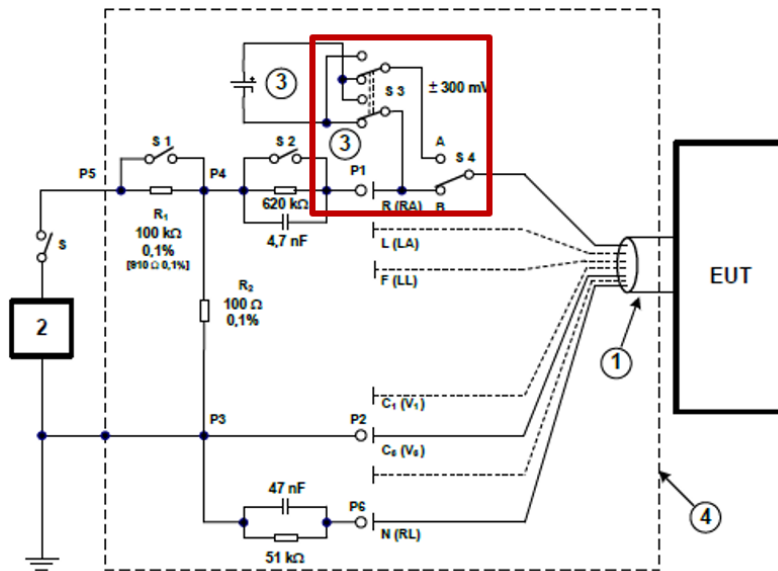 3
S 3
± 300 mV
3
A
S 1
S 2
P1
S 4
P5
P4
R (RA)
B
R₁
100 kΩ
0,1%
[910 Ω 0,1%]
620 kΩ
4,7 nF
L (LA)
S
F (LL)
EUT
R₂
100 Ω
0,1%
2
1
C₁ (V₁)
P3
P2
C₆ (V₆)
47 nF
P6
N (RL)
51 kΩ
4